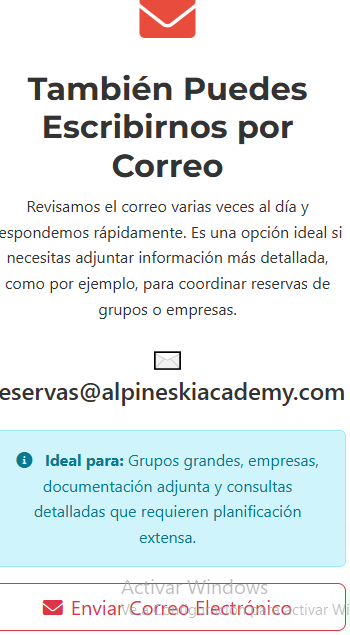 También Puedes
Escribirnos por
Correo
Revisamos el correo varias veces al día y
espondemos rápidamente. Es una opción ideal si
necesitas adjuntar información más detallada,
como por ejemplo, para coordinar reservas de
grupos o empresas.
eservas@alpineskiacademy.com
Ideal para: Grupos grandes, empresas,
documentación adjunta y consultas
detalladas que requieren planificación
extensa.
Activar Windows
Enviar Correo Electrónico
Ve a Configuración para activar Wi